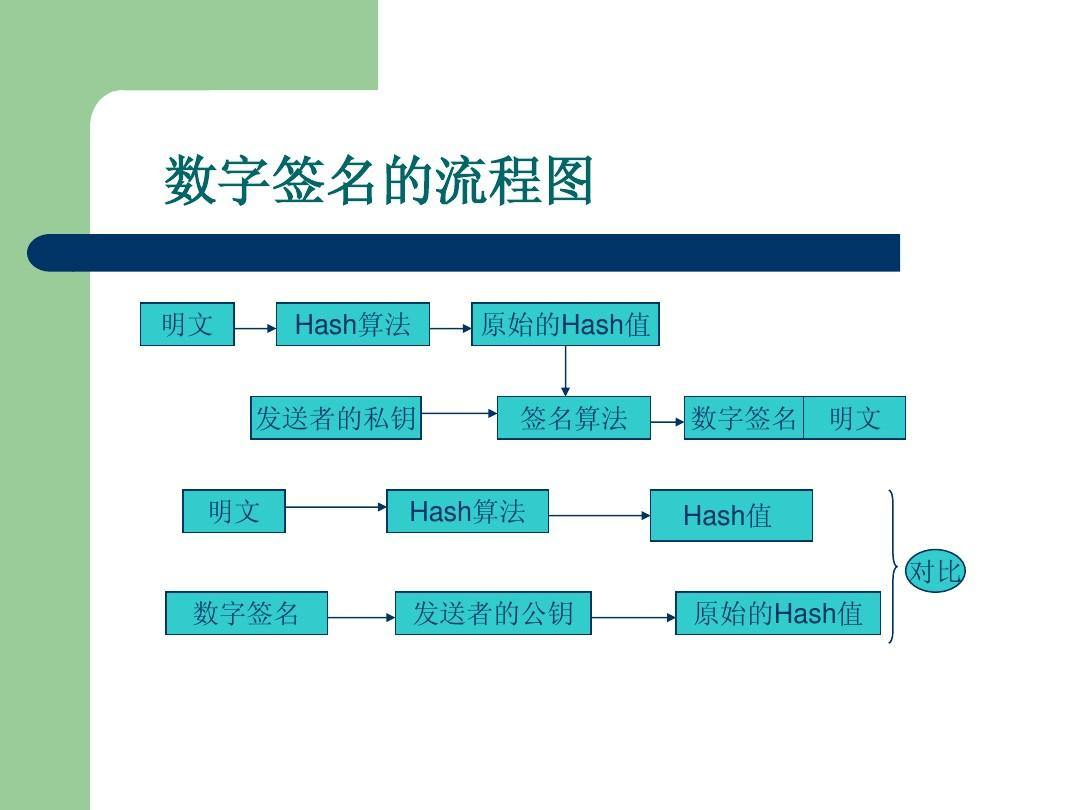 数字签名的流程图
明文 Hash算法 原始的Hash值
发送者的私钥 签名算法 数字签名 明文
明文 Hash算法 Hash值
对比
数字签名 发送者的公钥 原始的Hash值